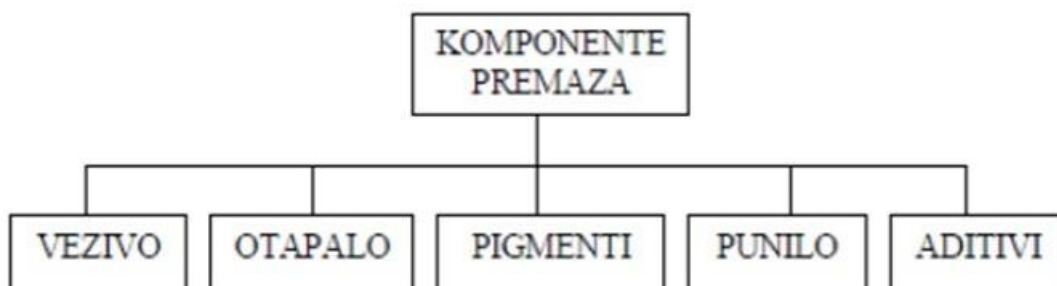 KOMPONENTE
PREMAZA
VEZIVO
OTAPALO
PIGMENTI
PUNILO
ADITIVI